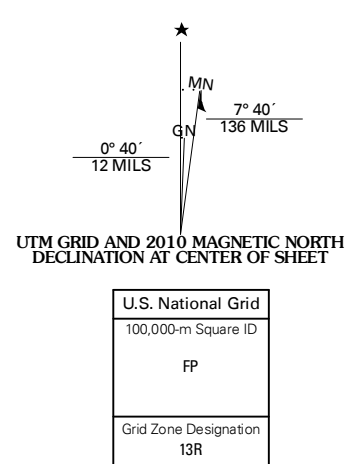 ★
MN
7° 40´
136 MILS
GN
0° 40´
12 MILS
UTM GRID AND 2010 MAGNETIC NORTH
DECLINATION AT CENTER OF SHEET
U.S. National Grid
100,000-m Square ID
FP
Grid Zone Designation
13R